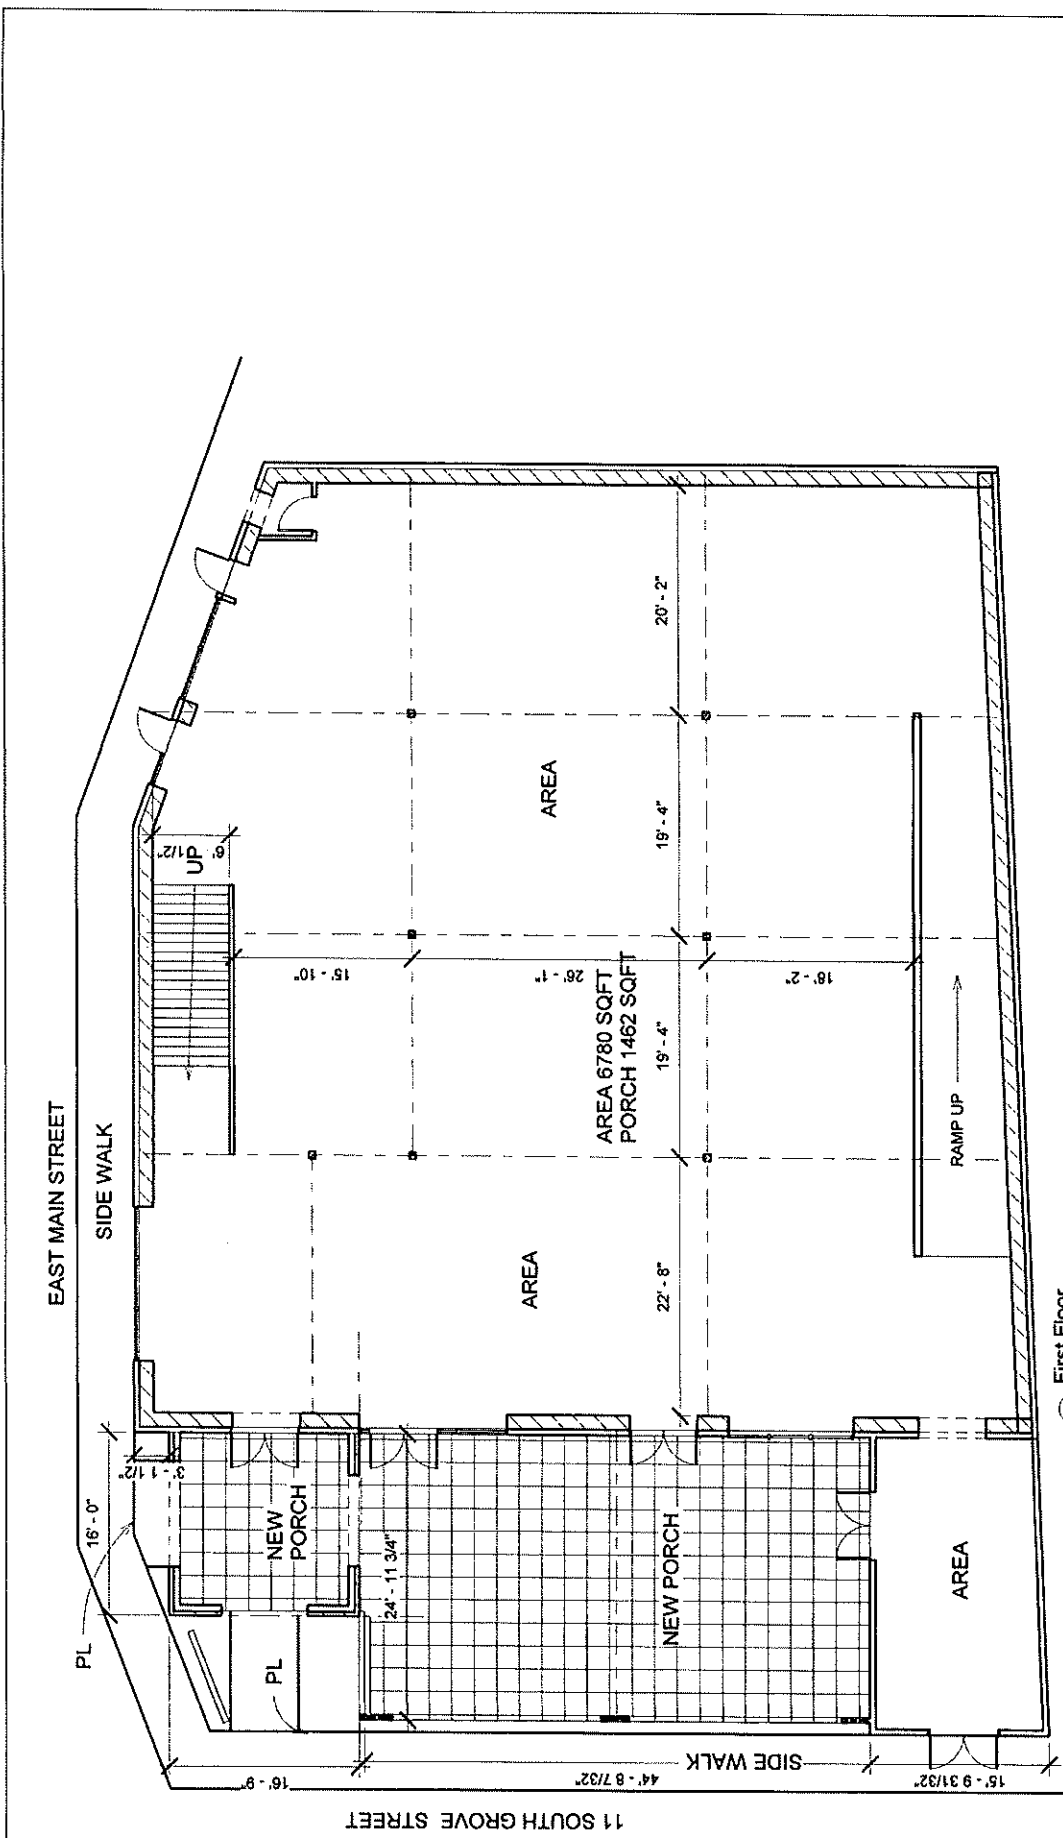 EAST MAIN STREET
SIDE WALK
PL
16' - 0"
3' - 1 1/2"
UP
6' - 1/2"
NEW
PORCH
PL
24' - 11 3/4"
NEW PORCH
AREA
AREA
AREA
15' - 10"
26' - 1"
18' - 2"
AREA 6780 SQFT
PORCH 1462 SQFT
22' - 8"
19' - 4"
19' - 4"
20' - 2"
RAMP UP
16' - 9"
44' - 8 7/32"
15' - 9 31/32"
SIDE WALK
11 SOUTH GROVE STREET
First Floor